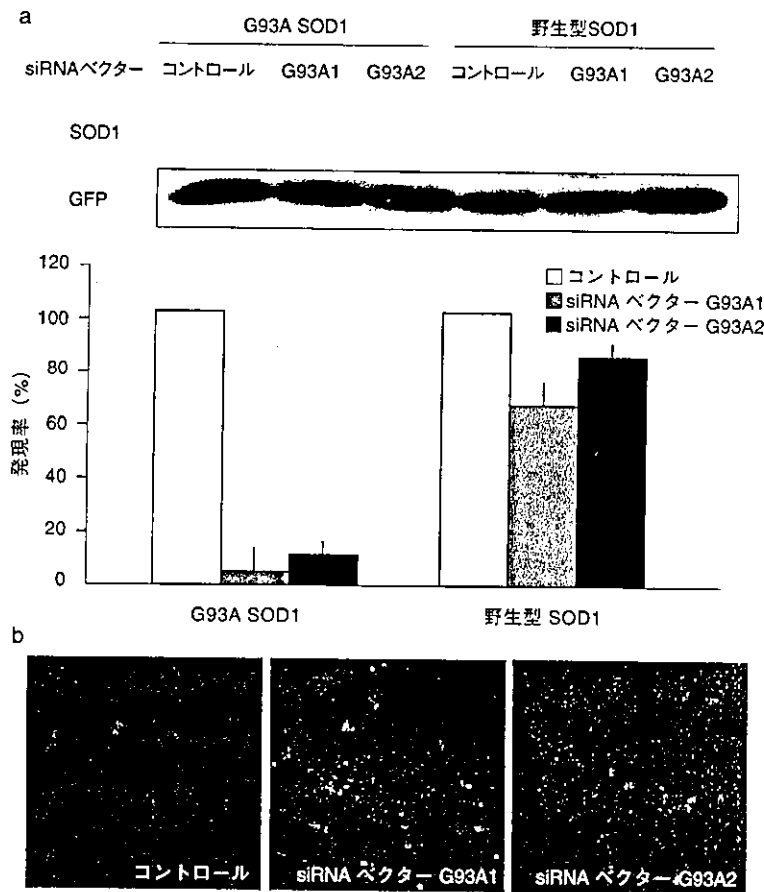 a
G93A SOD1 野生型SOD1
siRNAベクター コントロール G93A1 G93A2 コントロール G93A1 G93A2
SOD1
GFP
120
100
80
60
40
20
0
発現率 (%)
コントロール
siRNA ベクター G93A1
siRNA ベクター G93A2
G93A SOD1 野生型 SOD1
b
コントロール siRNA ベクター G93A1 siRNA ベクター G93A2